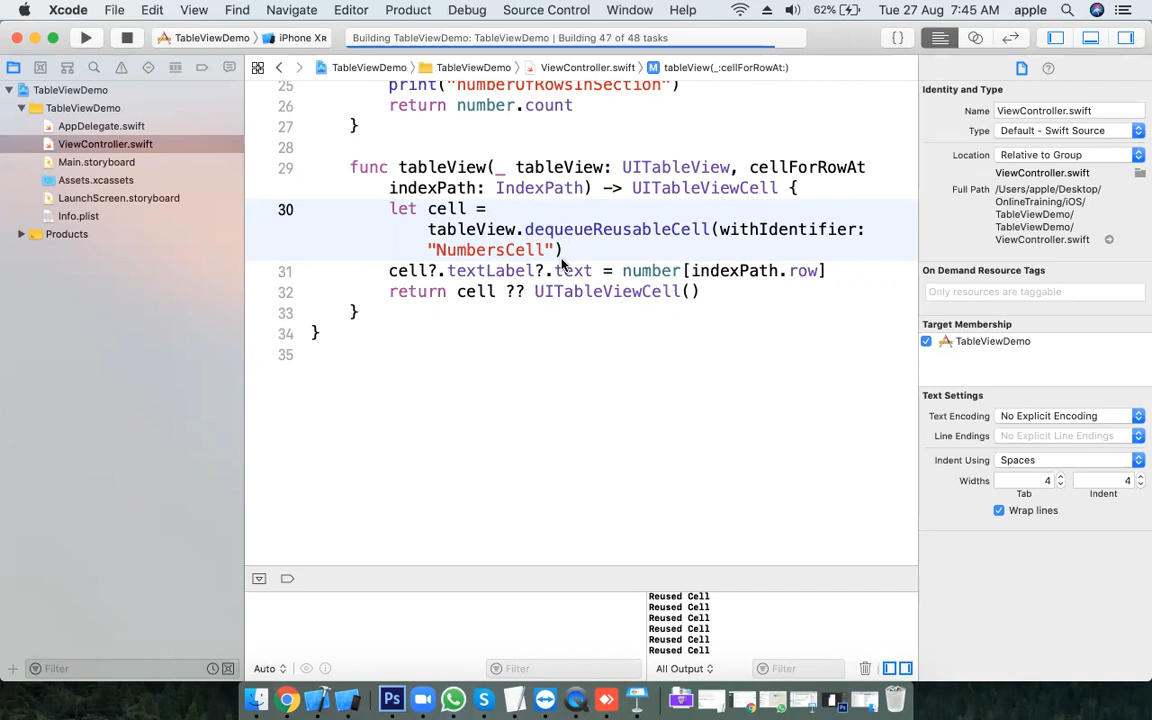 Xcode File Edit View Find Navigate Editor Product Debug Source Control Window Help 62% Tue 27 Aug 7:45 AM apple
TableViewDemo iPhone XR Building TableViewDemo: TableViewDemo | Building 47 of 48 tasks
TableViewDemo
TableViewDemo
AppDelegate.swift
ViewController.swift
Main.storyboard
Assets.xcassets
LaunchScreen.storyboard
Info.plist
Products
Filter
TableViewDemo TableViewDemo ViewController.swift M tableView(_:cellForRowAt:)
25 print("numberOfRowsInSection")
26 return number.count
27 }
28
29 func tableView(_ tableView: UITableView, cellForRowAt
indexPath: IndexPath) -> UITableViewCell {
30 let cell =
tableView.dequeueReusableCell(withIdentifier:
"NumbersCell")
31 cell?.textLabel?.text = number[indexPath.row]
32 return cell ?? UITableViewCell()
33 }
34 }
35
Reused Cell
Reused Cell
Reused Cell
Reused Cell
Reused Cell
Reused Cell
Auto Filter All Output Filter
Identity and Type
Name ViewController.swift
Type Default - Swift Source
Location Relative to Group
ViewController.swift
Full Path /Users/apple/Desktop/
OnlineTraining/iOS/
TableViewDemo/
TableViewDemo/
ViewController.swift
On Demand Resource Tags
Only resources are taggable
Target Membership
TableViewDemo
Text Settings
Text Encoding No Explicit Encoding
Line Endings No Explicit Line Endings
Indent Using Spaces
Widths 4 4
Tab Indent
Wrap lines
Ps